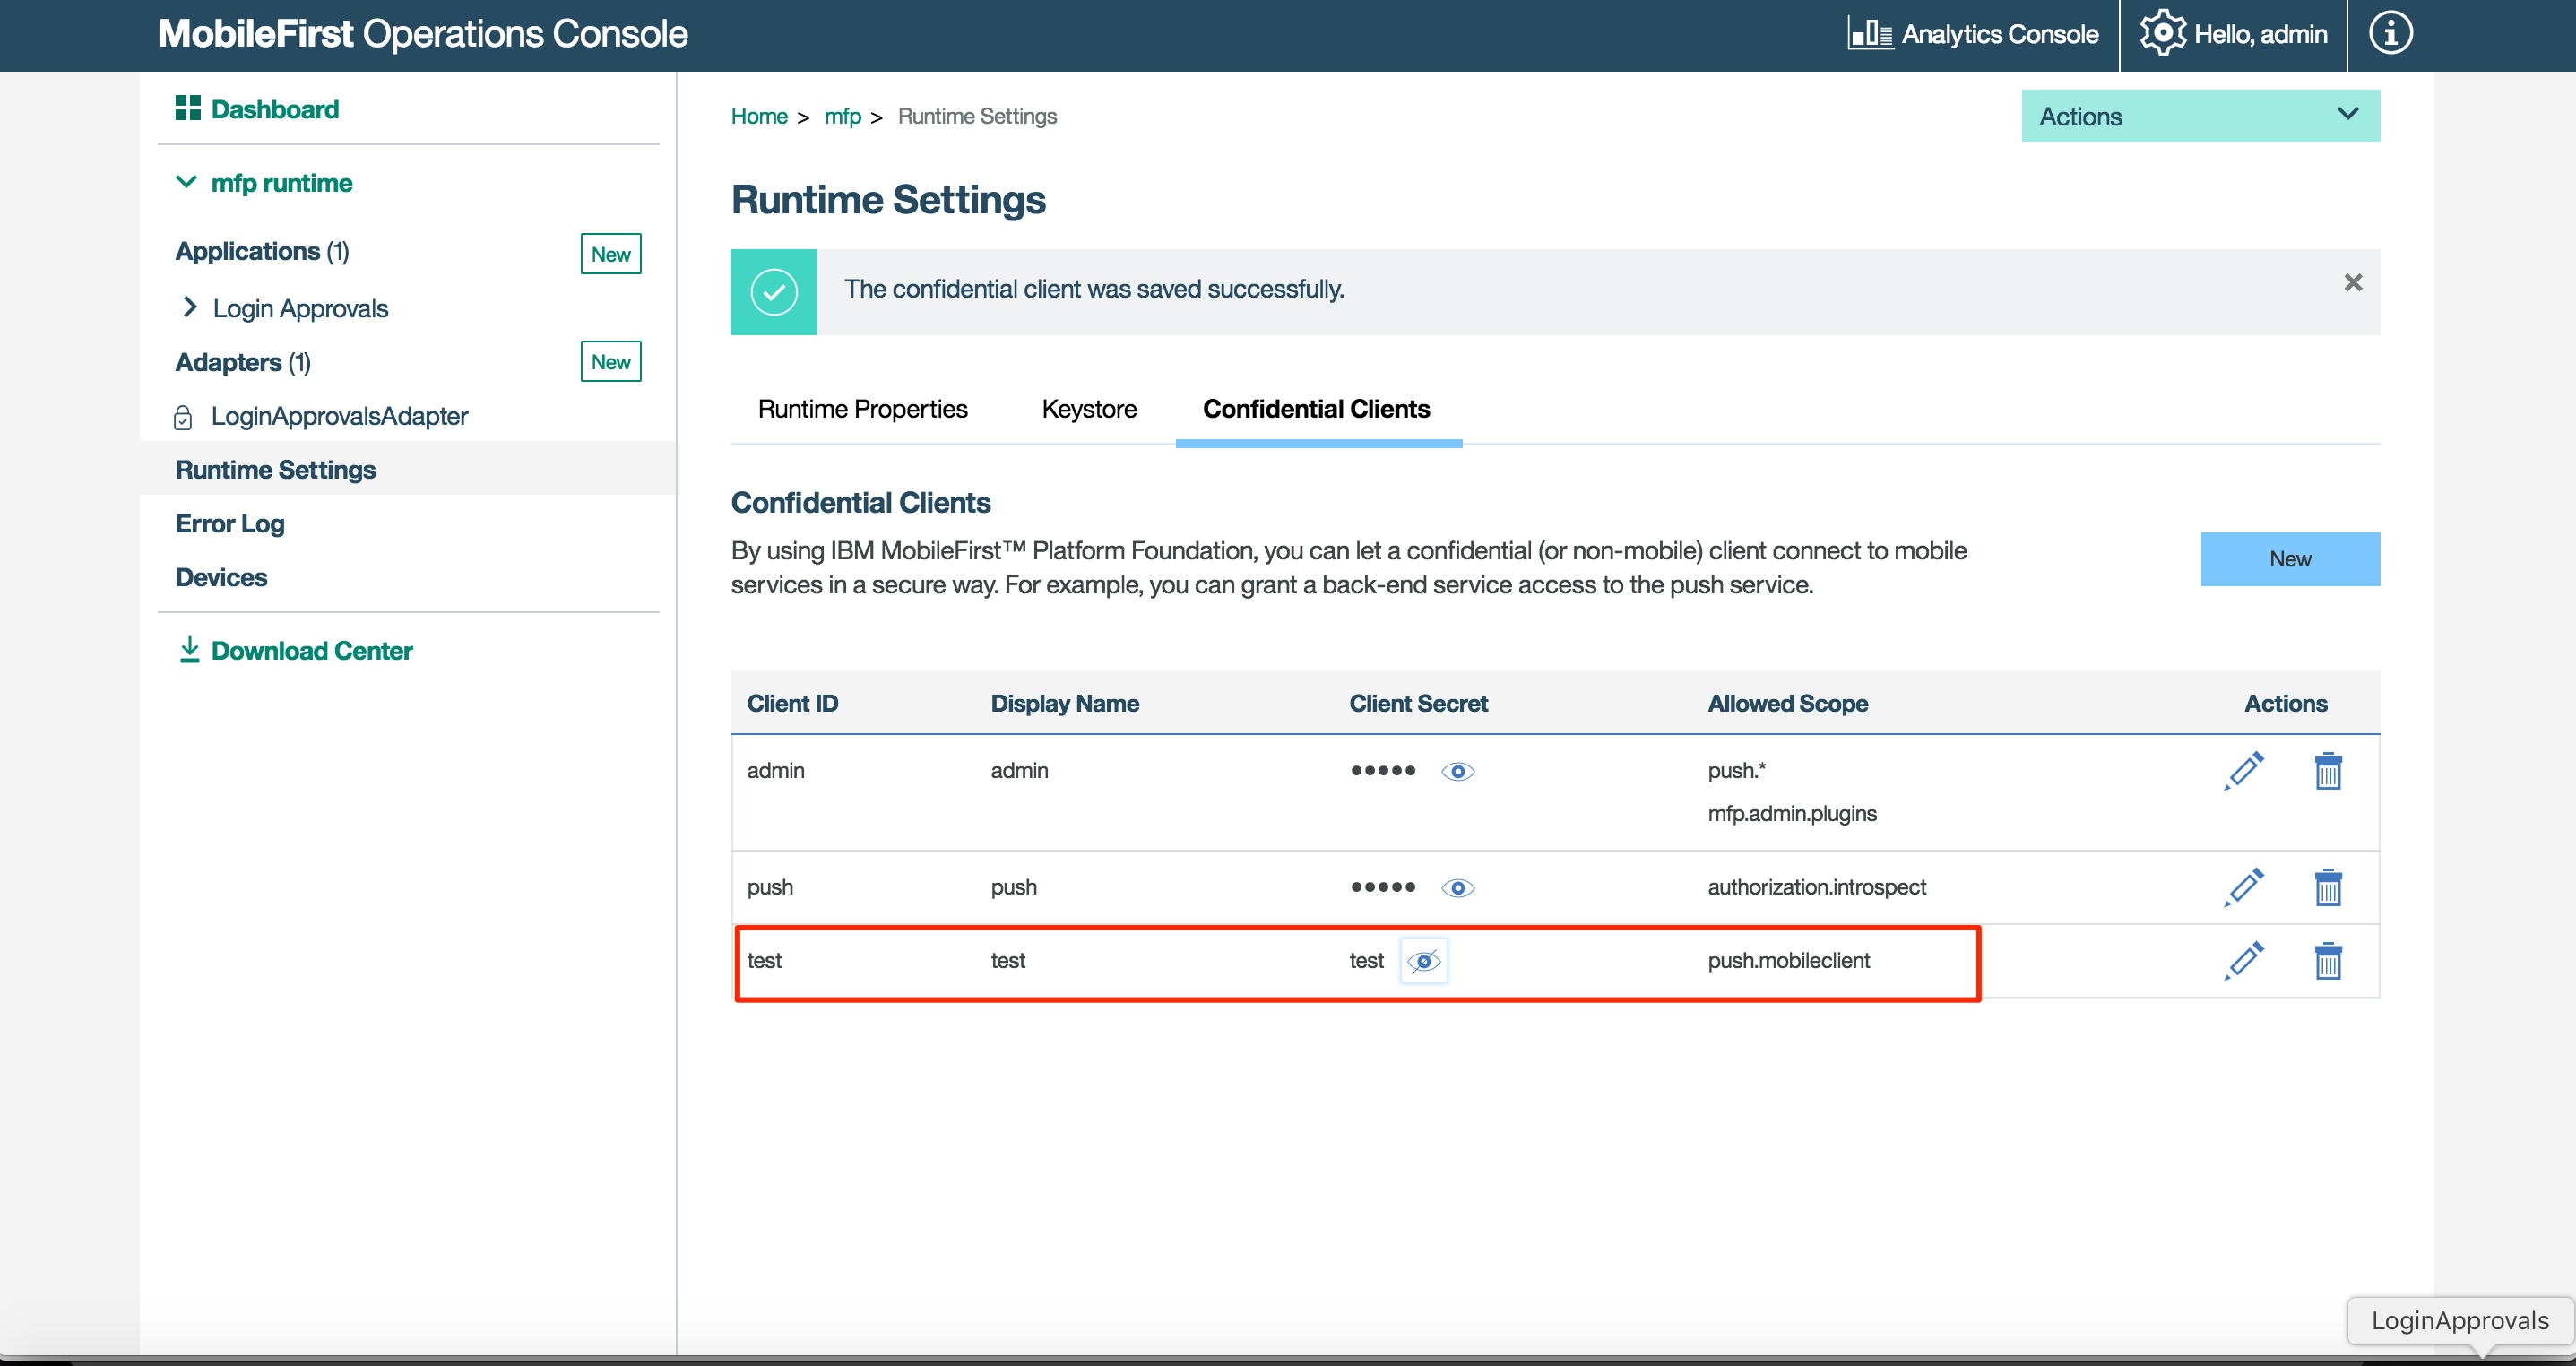 MobileFirst Operations Console
Analytics Console
Hello, admin
Dashboard
mfp runtime
Applications (1)
New
Login Approvals
Adapters (1)
New
LoginApprovalsAdapter
Runtime Settings
Error Log
Devices
Download Center
Home > mfp > Runtime Settings
Actions
Runtime Settings
The confidential client was saved successfully.
Runtime Properties Keystore Confidential Clients
Confidential Clients
By using IBM MobileFirst™ Platform Foundation, you can let a confidential (or non-mobile) client connect to mobile
services in a secure way. For example, you can grant a back-end service access to the push service.
New
Client ID Display Name Client Secret Allowed Scope Actions
admin admin ••••• push.*
mfp.admin.plugins
push push ••••• authorization.introspect
test test test push.mobileclient
LoginApprovals